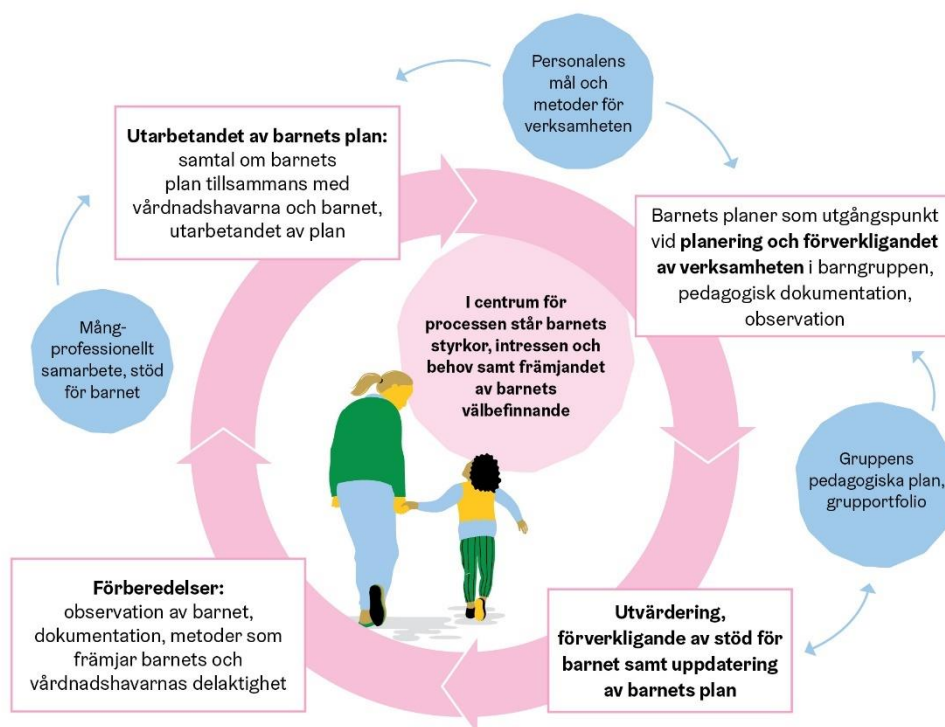 Personalens
mål och
metoder för
verksamheten
Utarbetandet av barnets plan:
samtal om barnets
plan tillsammans med
vårdnadshavarna och barnet,
utarbetandet av plan
Barnets planer som utgångspunkt
vid planering och förverkligandet
av verksamheten i barngruppen,
pedagogisk dokumentation,
observation
I centrum för
processen står barnets
styrkor, intressen och
behov samt främjandet
av barnets
välbefinnande
Mång-
professionellt
samarbete, stöd
för barnet
Gruppens
pedagogiska plan,
grupportfolio
Förberedelser:
observation av barnet,
dokumentation, metoder som
främjar barnets och
vårdnadshavarnas delaktighet
Utvärdering,
förverkligande av stöd för
barnet samt uppdatering
av barnets plan